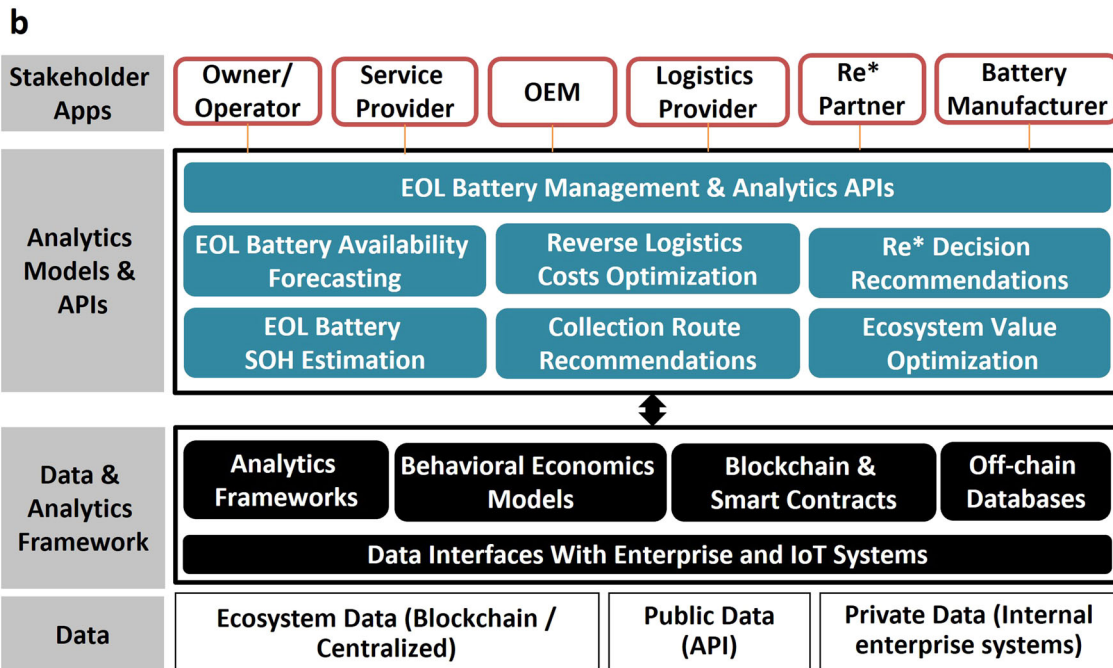 b
Stakeholder
Apps
Owner/
Operator
Service
Provider
OEM
Logistics
Provider
Re*
Partner
Battery
Manufacturer
Analytics
Models &
APIs
EOL Battery Management & Analytics APIs
EOL Battery Availability
Forecasting
Reverse Logistics
Costs Optimization
Re* Decision
Recommendations
EOL Battery
SOH Estimation
Collection Route
Recommendations
Ecosystem Value
Optimization
Data &
Analytics
Framework
Analytics
Frameworks
Behavioral Economics
Models
Blockchain &
Smart Contracts
Off-chain
Databases
Data Interfaces With Enterprise and IoT Systems
Data
Ecosystem Data (Blockchain /
Centralized)
Public Data
(API)
Private Data (Internal
enterprise systems)